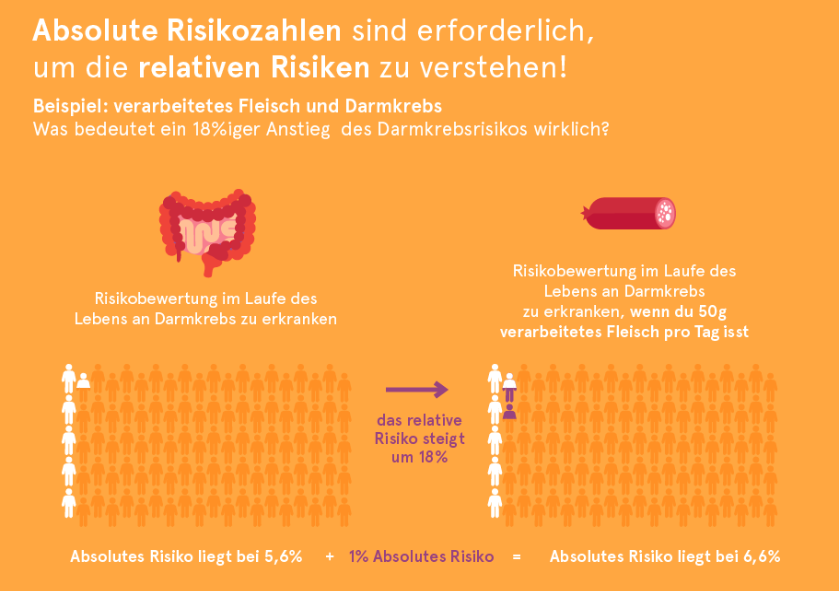 Absolute Risikozahlen sind erforderlich,
um die relativen Risiken zu verstehen!
Beispiel: verarbeitetes Fleisch und Darmkrebs
Was bedeutet ein 18%iger Anstieg des Darmkrebsrisikos wirklich?
Risikobewertung im Laufe des
Lebens an Darmkrebs zu erkranken
Risikobewertung im Laufe des
Lebens an Darmkrebs
zu erkranken, wenn du 50g
verarbeitetes Fleisch pro Tag isst
das relative
Risiko steigt
um 18%
Absolutes Risiko liegt bei 5,6% + 1% Absolutes Risiko = Absolutes Risiko liegt bei 6,6%